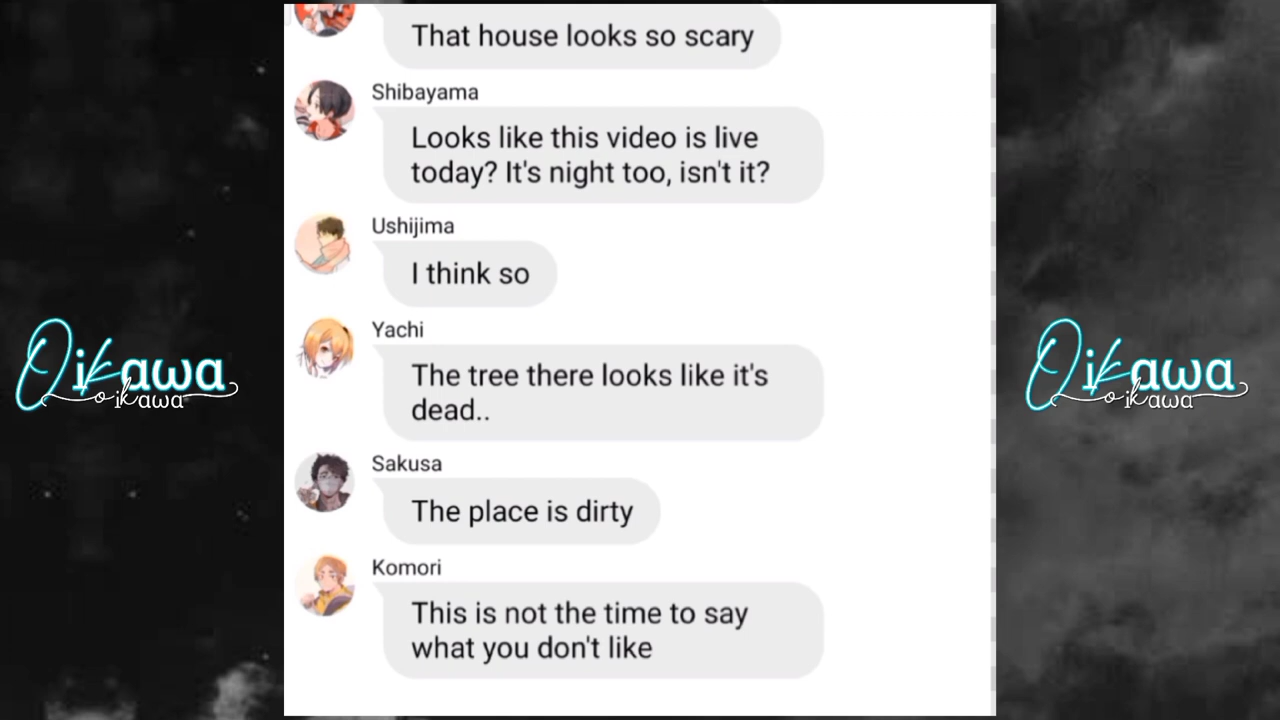 That house looks so scary
Shibayama
Looks like this video is live
today? It's night too, isn't it?
Ushijima
I think so
Yachi
The tree there looks like it's
dead..
Sakusa
The place is dirty
Komori
This is not the time to say
what you don't like
Oikawa
oikawa
Oikawa
oikawa